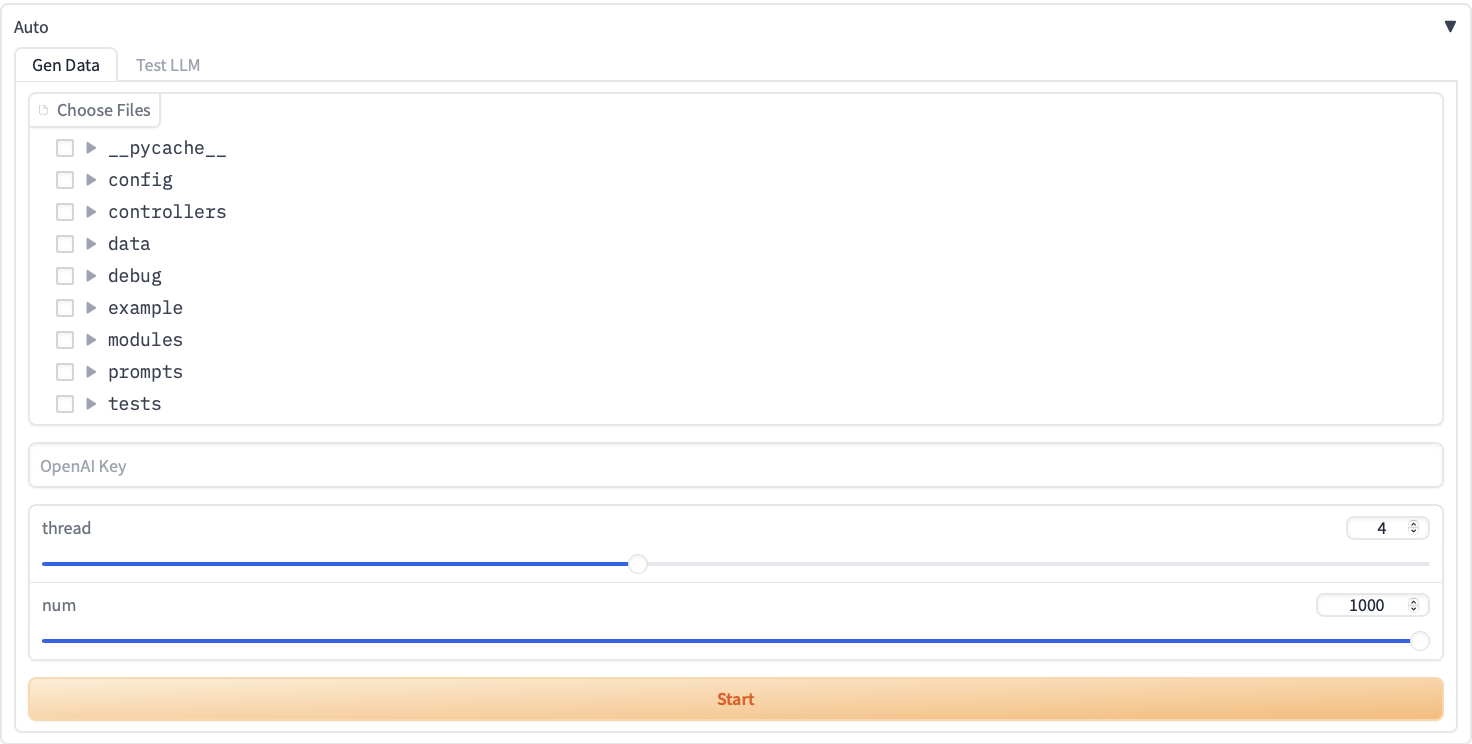 Auto
Gen Data Test LLM
Choose Files
__pycache__
config
controllers
data
debug
example
modules
prompts
tests
OpenAI Key
thread 4
num 1000
Start